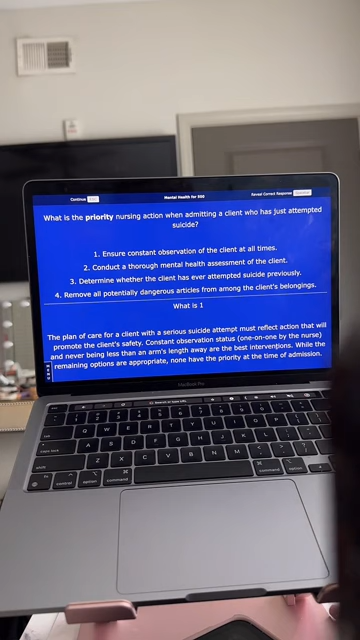 Continue
Mental Health for 500
Reveal Correct Response
What is the priority nursing action when admitting a client who has just attempted
suicide?
1. Ensure constant observation of the client at all times.
2. Conduct a thorough mental health assessment of the client.
3. Determine whether the client has ever attempted suicide previously.
4. Remove all potentially dangerous articles from among the client's belongings.
What is 1
The plan of care for a client with a serious suicide attempt must reflect action that will
promote the client's safety. Constant observation status (one-on-one by the nurse)
and never being less than an arm's length away are the best interventions. While the
remaining options are appropriate, none have the priority at the time of admission.
MacBook Pro
tab Q W E R T Y U I O P
caps lock A S D F G H J K L
shift Z X C V B N M
control option command command option